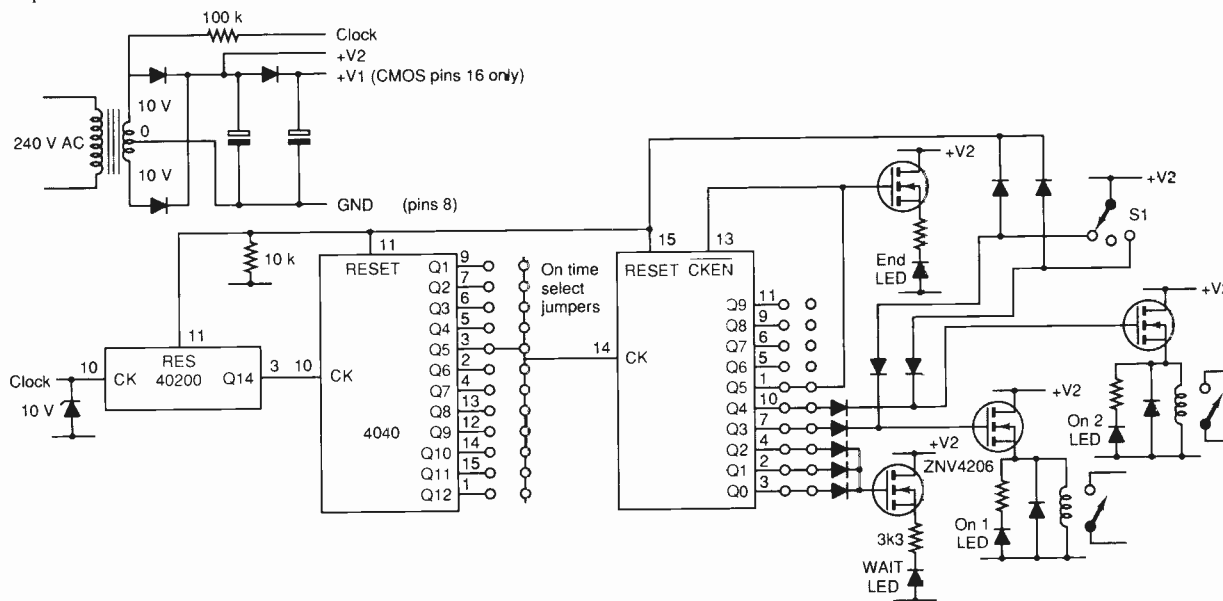 100 k
Clock
+V2
+V1 (CMOS pins 16 only)
10 V
0
240 V AC
10 V
GND (pins 8)
+V2
+V2
S1
11
15
13
10 k
RESET
Q1 9
Q2 7
Q3 6
Q4 5
Q5 3
Q6 2
Q7 4
Q8 13
Q9 12
Q10 14
Q11 15
Q12 1
On time
select
jumpers
RESET CKEN
End
LED
+V2
Q9 11
Q8 9
Q7 6
Q6 5
Q5 1
Q4 10
Q3 7
Q2 4
Q1 2
Q0 3
14
CK
11
Clock
10
RES
CK 40200 Q14
3
10
CK
4040
10 V
+V2
+V2
ZNV4206
On 2
LED
3k3
On 1
LED
WAIT
LED